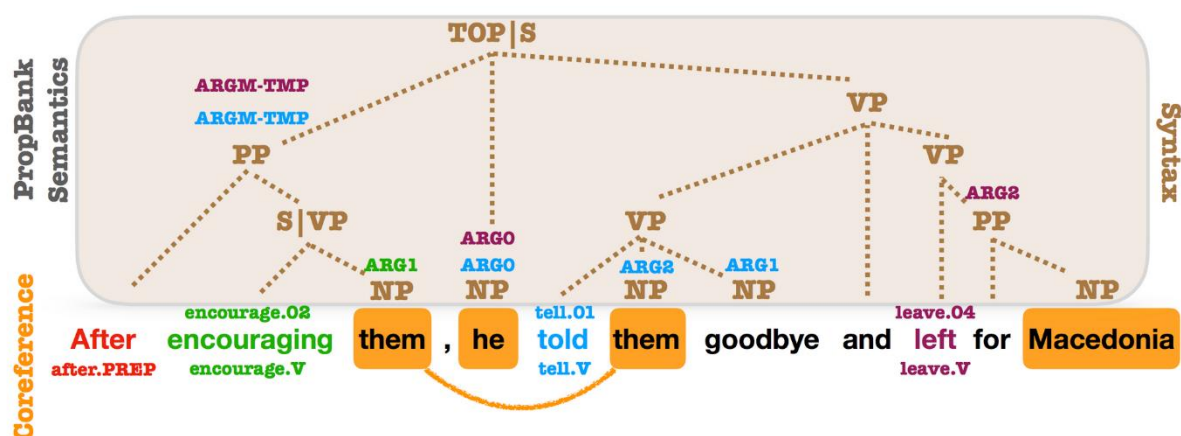 TOP|S
ARGM-TMP
ARGM-TMP
VP
PP
VP
S|VP
VP
ARG2
PP
ARG0
ARG1
ARG0
ARG2
ARG1
NP
NP
NP
NP
NP
encourage.02
tell.01
leave.04
After encouraging them , he told them goodbye and left for Macedonia
after.PREP
encourage.V
tell.V
leave.V
PropBank
Semantics
Coreference
Syntax